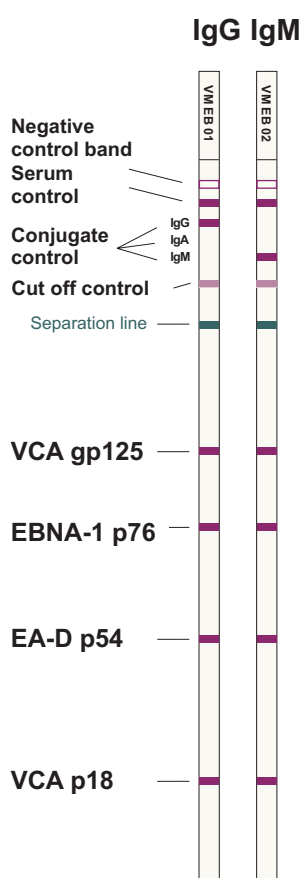 IgG IgM
VM EB 01
VM EB 02
Negative
control band
Serum
control
IgG
Conjugate
control
IgA
IgM
Cut off control
Separation line
VCA gp125
EBNA-1 p76
EA-D p54
VCA p18